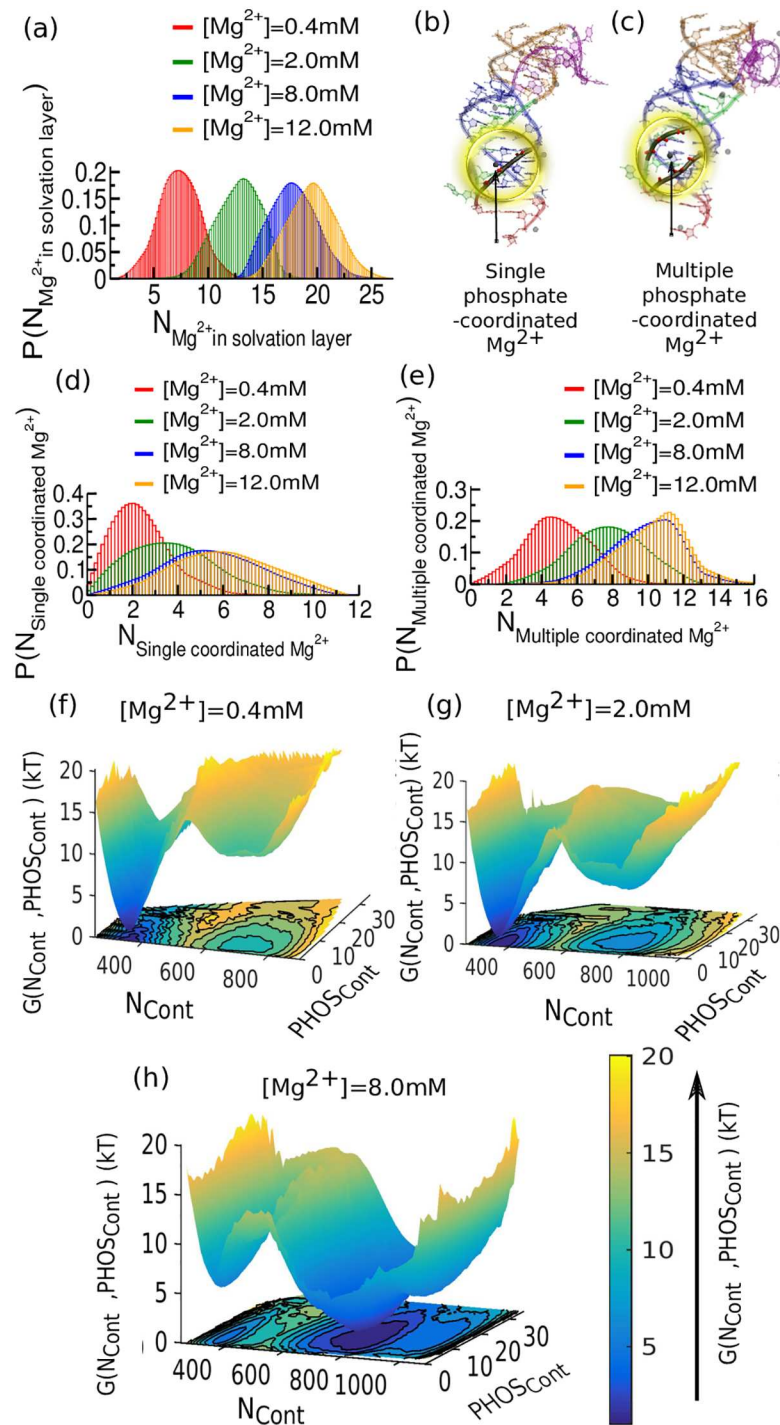 (a)
[Mg2+]=0.4mM
[Mg2+]=2.0mM
[Mg2+]=8.0mM
[Mg2+]=12.0mM
P(NMg2+in solvation layer)
0.2
0.15
0.1
0.05
0
5 10 15 20 25
NMg2+in solvation layer
(b)
Single
phosphate
-coordinated
Mg2+
(c)
Multiple
phosphate
-coordinated
Mg2+
(d)
[Mg2+]=0.4mM
[Mg2+]=2.0mM
[Mg2+]=8.0mM
[Mg2+]=12.0mM
P(NSingle coordinated Mg2+)
0.4
0.3
0.2
0.1
0
0 2 4 6 8 10 12
NSingle coordinated Mg2+
(e)
[Mg2+]=0.4mM
[Mg2+]=2.0mM
[Mg2+]=8.0mM
[Mg2+]=12.0mM
P(NMultiple coordinated Mg2+)
0.3
0.2
0.1
0
0 2 4 6 8 10 12 14 16
NMultiple coordinated Mg2+
(f)
[Mg2+]=0.4mM
G(NCont ,PHOSCont) (kT)
20
15
10
5
0
400 600 800
NCont
0 10 20 30
PHOSCont
(g)
[Mg2+]=2.0mM
G(NCont ,PHOSCont) (kT)
20
15
10
5
0
400 600 800 1000
NCont
0 10 20 30
PHOSCont
(h)
[Mg2+]=8.0mM
G(NCont ,PHOSCont) (kT)
20
15
10
5
0
400 600 800 1000
NCont
0 10 20 30
PHOSCont
20
15
10
5
G(NCont ,PHOSCont) (kT)